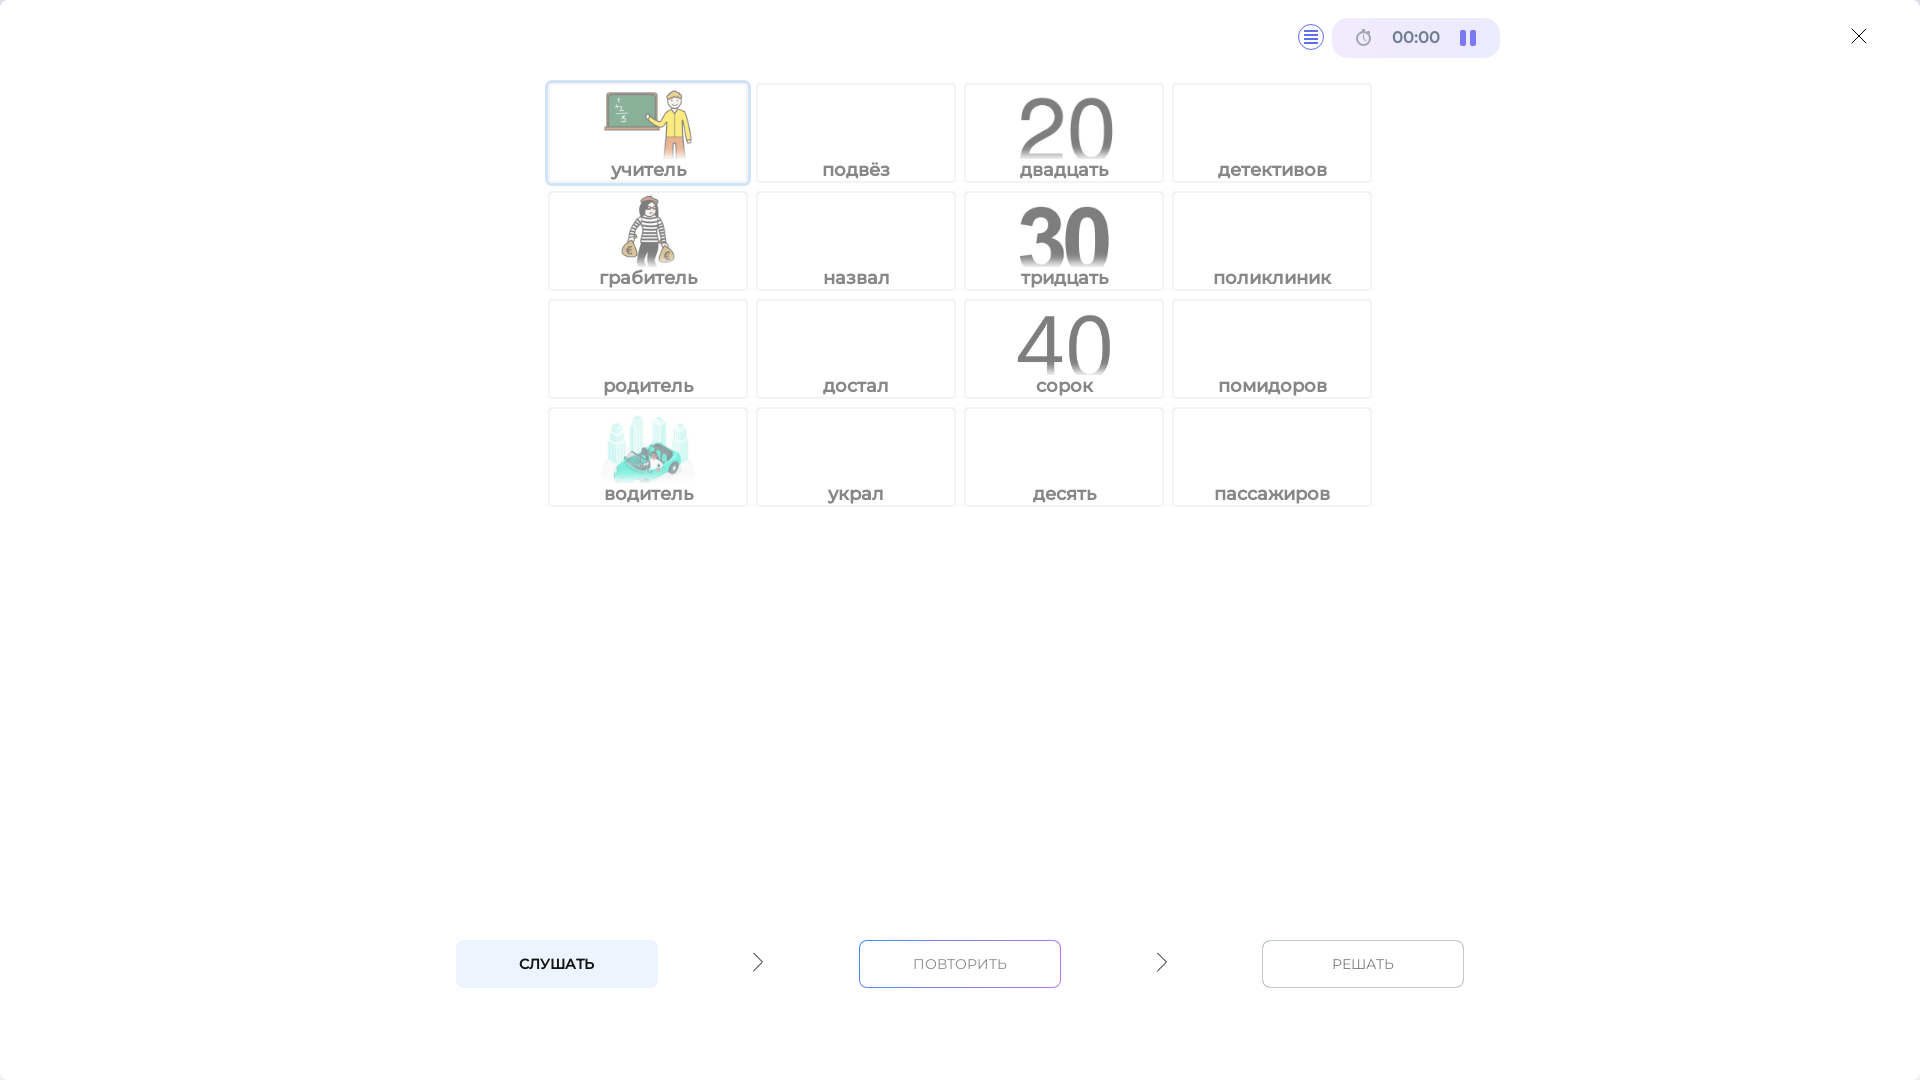 00:00
20
учитель подвёз двадцать детективов
30
грабитель назвал тридцать поликлиник
40
родитель достал сорок помидоров
водитель украл десять пассажиров
СЛУШАТЬ ПОВТОРИТЬ РЕШАТЬ